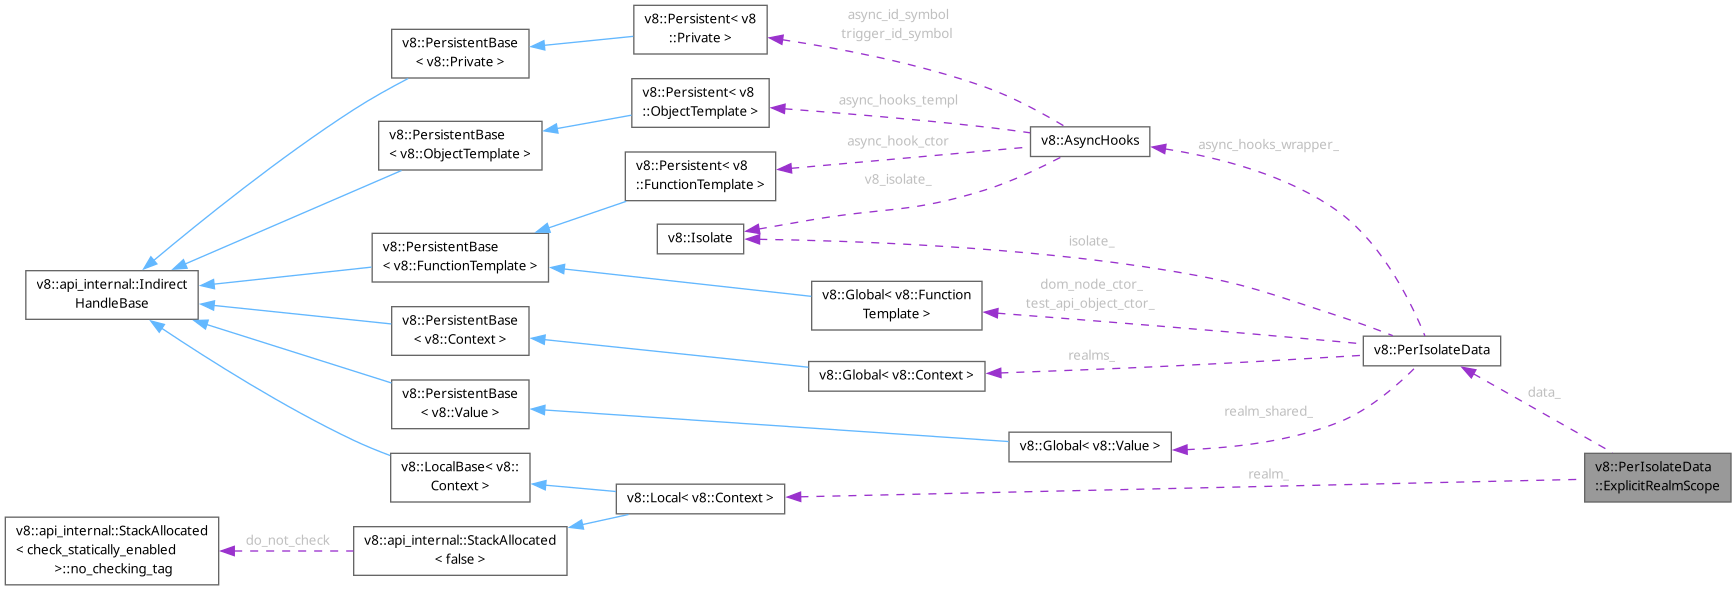 async_id_symbol
trigger_id_symbol
v8::Persistent< v8
::Private >
v8::PersistentBase
< v8::Private >
v8::Persistent< v8
::ObjectTemplate >
async_hooks_templ
v8::PersistentBase
< v8::ObjectTemplate >
async_hook_ctor
v8::AsyncHooks
async_hooks_wrapper_
v8::Persistent< v8
::FunctionTemplate >
v8_isolate_
v8::Isolate
isolate_
v8::PersistentBase
< v8::FunctionTemplate >
v8::api_internal::Indirect
HandleBase
v8::Global< v8::Function
Template >
dom_node_ctor_
test_api_object_ctor_
v8::PersistentBase
< v8::Context >
v8::PerIsolateData
realms_
v8::Global< v8::Context >
v8::PersistentBase
< v8::Value >
data_
realm_shared_
v8::Global< v8::Value >
v8::LocalBase< v8::
Context >
v8::PerIsolateData
::ExplicitRealmScope
realm_
v8::Local< v8::Context >
v8::api_internal::StackAllocated
< check_statically_enabled
>::no_checking_tag
do_not_check
v8::api_internal::StackAllocated
< false >